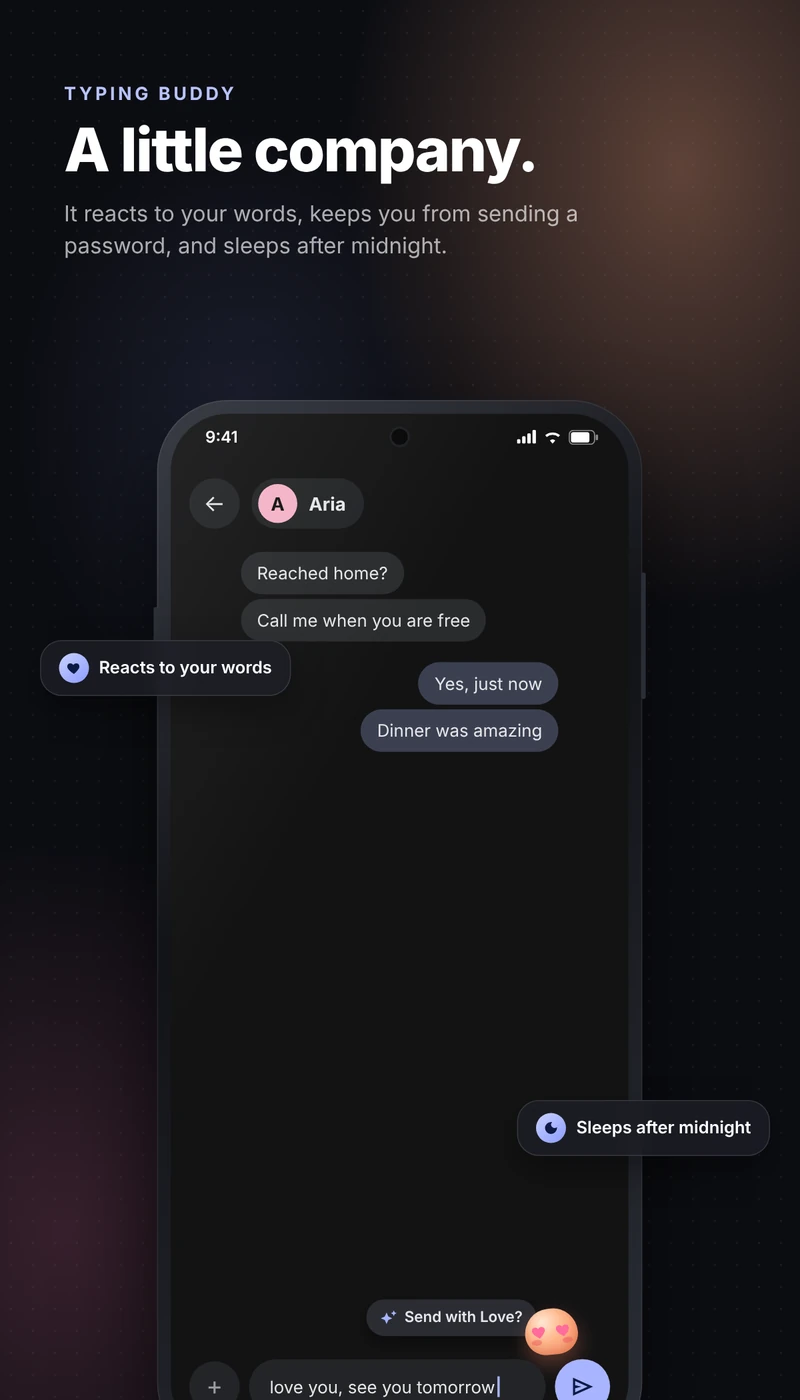 TYPING BUDDY
A little company.
It reacts to your words, keeps you from sending a
password, and sleeps after midnight.
9:41
A Aria
Reached home?
Call me when you are free
Reacts to your words
Yes, just now
Dinner was amazing
Sleeps after midnight
Send with Love?
love you, see you tomorrow